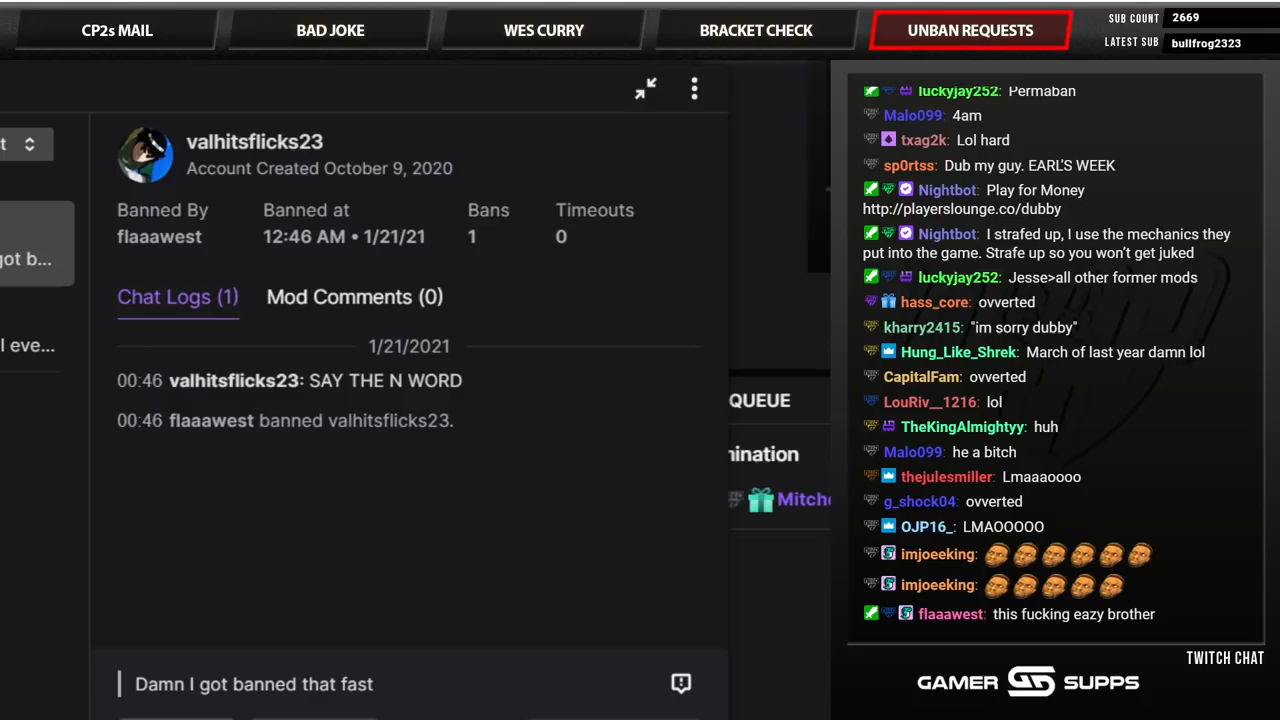 CP2s MAIL
BAD JOKE
WES CURRY
BRACKET CHECK
UNBAN REQUESTS
SUB COUNT 2669
LATEST SUB bullfrog2323
t
got b...
I eve...
valhitsflicks23
Account Created October 9, 2020
Banned By Banned at Bans Timeouts
flaaawest 12:46 AM • 1/21/21 1 0
Chat Logs (1) Mod Comments (0)
1/21/2021
00:46 valhitsflicks23: SAY THE N WORD
00:46 flaaawest banned valhitsflicks23.
Damn I got banned that fast
QUEUE
nination
Mitche
luckyjay252: Permaban
Malo099: 4am
txag2k: Lol hard
sp0rtss: Dub my guy. EARL'S WEEK
Nightbot: Play for Money
http://playerslounge.co/dubby
Nightbot: I strafed up, I use the mechanics they
put into the game. Strafe up so you won't get juked
luckyjay252: Jesse>all other former mods
hass_core: ovverted
kharry2415: "im sorry dubby"
Hung_Like_Shrek: March of last year damn lol
CapitalFam: ovverted
LouRiv__1216: lol
TheKingAlmightyy: huh
Malo099: he a bitch
thejulesmiller: Lmaaaoooo
g_shock04: ovverted
OJP16_: LMAOOOOO
imjoeeking:
imjoeeking:
flaaawest: this fucking eazy brother
TWITCH CHAT
GAMER GS SUPPS